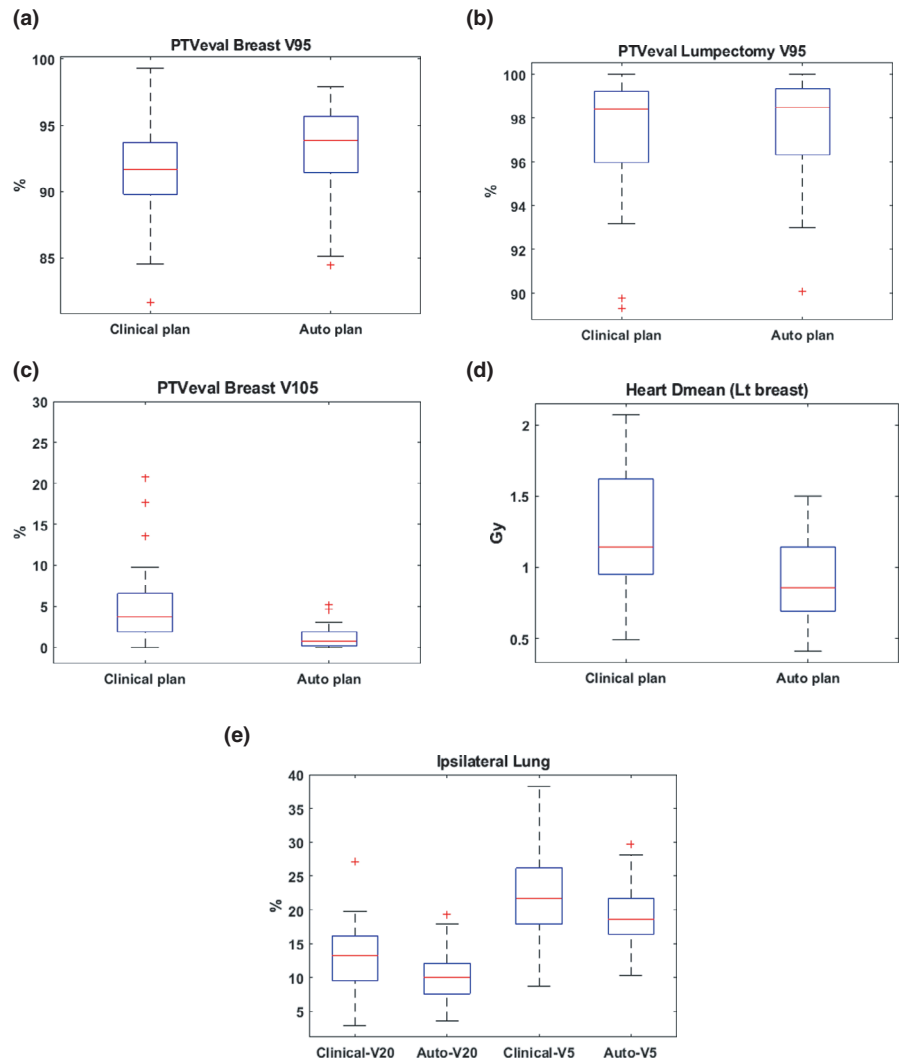 (a)
PTVeval Breast V95
100
95
90
85
%
Clinical plan Auto plan
(b)
PTVeval Lumpectomy V95
100
98
96
94
92
90
%
Clinical plan Auto plan
(c)
PTVeval Breast V105
30
25
20
15
10
5
0
%
Clinical plan Auto plan
(d)
Heart Dmean (Lt breast)
2
1.5
1
0.5
Gy
Clinical plan Auto plan
(e)
Ipsilateral Lung
40
35
30
25
20
15
10
5
%
Clinical-V20 Auto-V20 Clinical-V5 Auto-V5